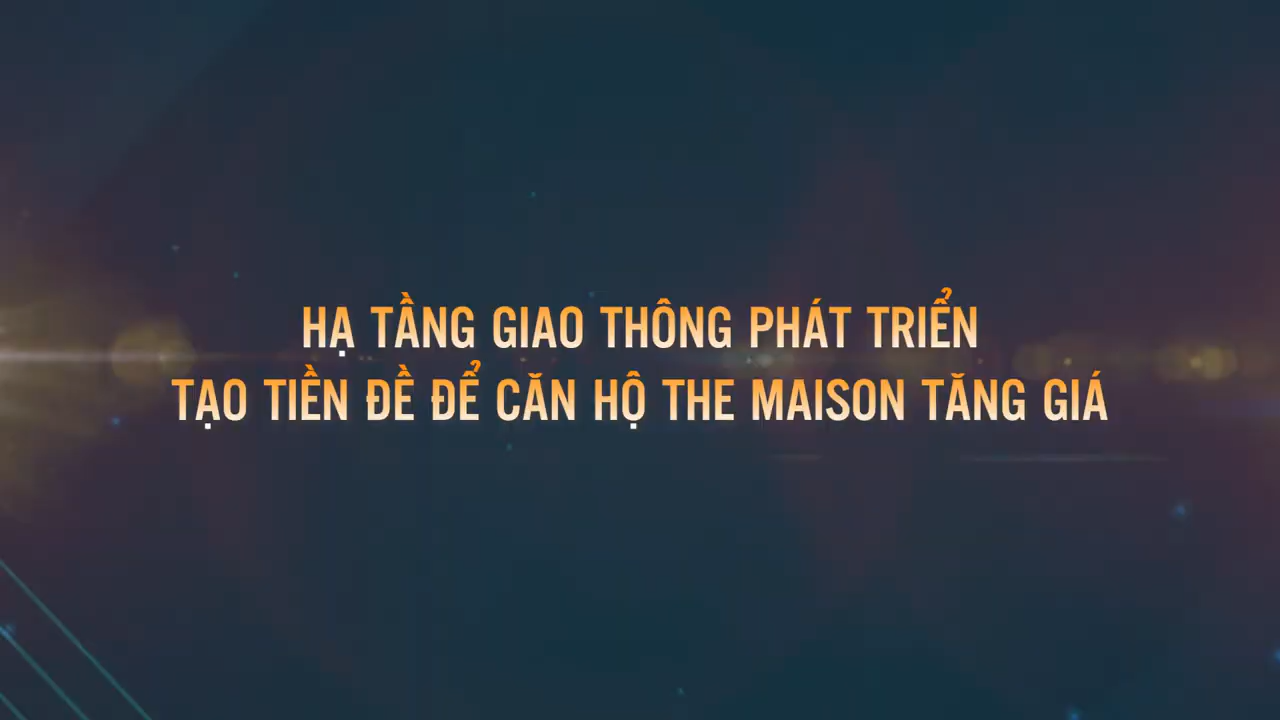 HẠ TẦNG GIAO THÔNG PHÁT TRIỂN
TẠO TIỀN ĐỀ ĐỂ CĂN HỘ THE MAISON TĂNG GIÁ